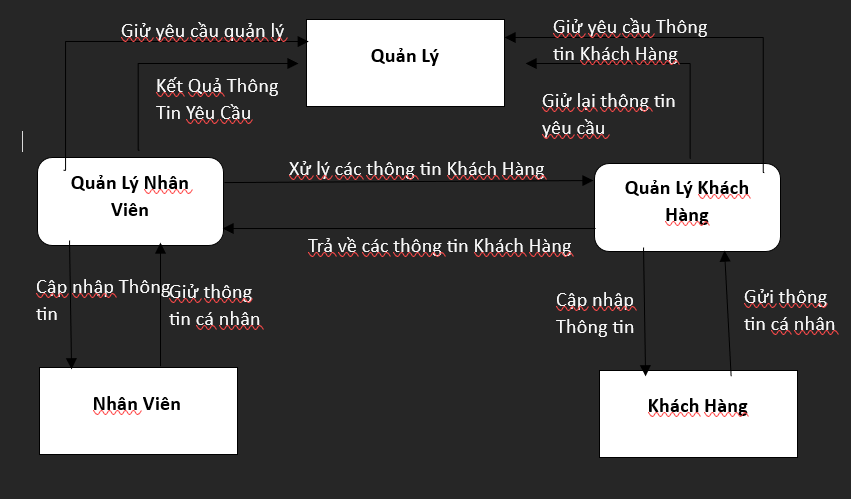 Giử yêu cầu quản lý
Quản Lý
Giử yêu cầu Thông
tin Khách Hàng
Kết Quả Thông
Tin Yêu Cầu
Giử lại thông tin
yêu cầu
Quản Lý Nhân
Viên
Xử lý các thông tin Khách Hàng
Quản Lý Khách
Hàng
Trả về các thông tin Khách Hàng
Cập nhập Thông
tin
Giử thông
tin cá nhân
Cập nhập
Thông tin
Gửi thông
tin cá nhân
Nhân Viên
Khách Hàng